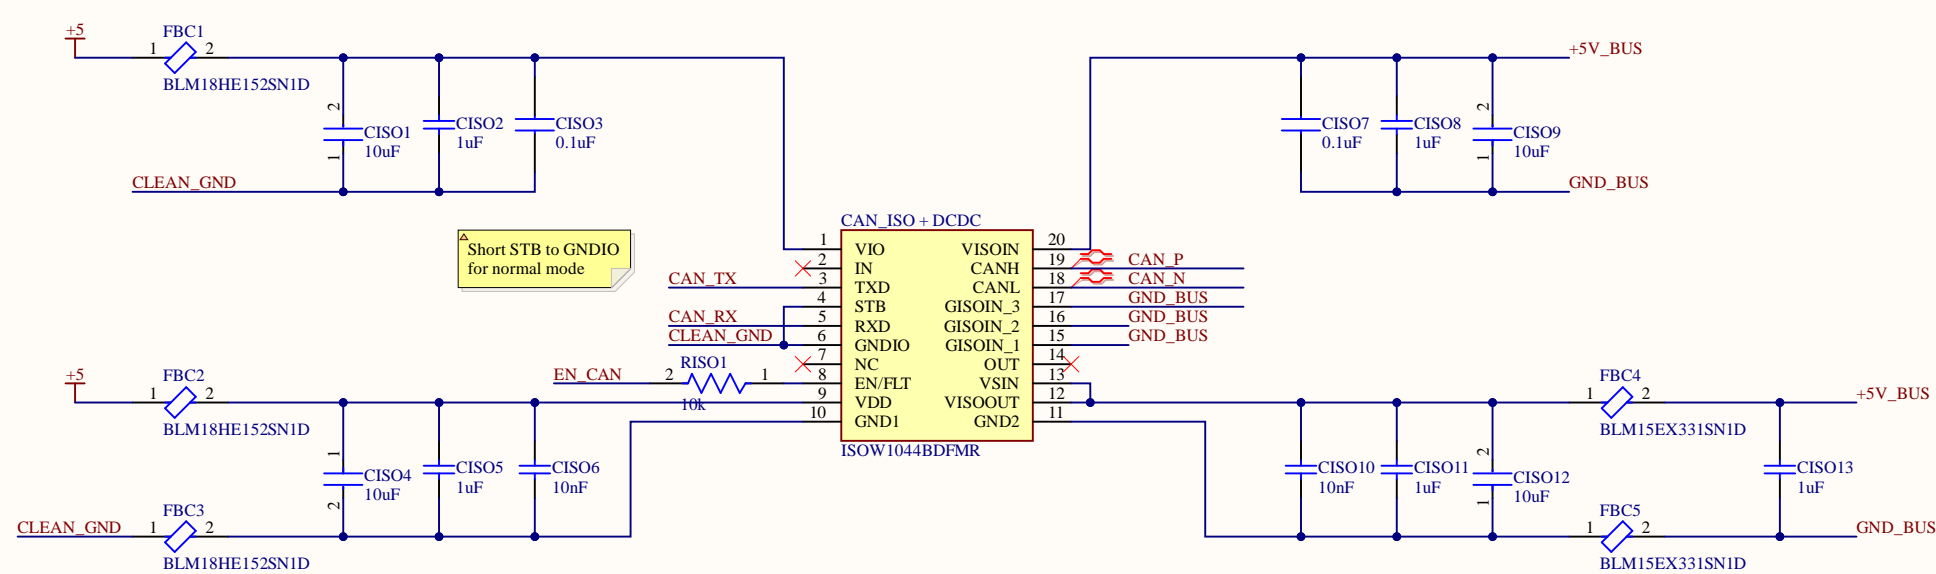 +5
FBC1
1 2
BLM18HE152SN1D
2
CISO1
10uF
1
CISO2
1uF
CISO3
0.1uF
CLEAN_GND
+5V_BUS
CISO7
0.1uF
CISO8
1uF
2
CISO9
10uF
1
GND_BUS
Short STB to GNDIO
for normal mode
CAN_ISO + DCDC
1 VIO VISOIN 20
2 IN CANH 19 CAN_P
CAN_TX 3 TXD CANL 18 CAN_N
4 STB GISOIN_3 17 GND_BUS
CAN_RX 5 RXD GISOIN_2 16 GND_BUS
CLEAN_GND 6 GNDIO GISOIN_1 15 GND_BUS
7 NC OUT 14
EN_CAN 2 RISO1 1 8 EN/FLT VSIN 13
10k 9 VDD VISOOUT 12
10 GND1 GND2 11
ISOW1044BDFMR
+5
FBC2
1 2
BLM18HE152SN1D
1
CISO4
10uF
2
CISO5
1uF
CISO6
10nF
CLEAN_GND
FBC3
1 2
BLM18HE152SN1D
FBC4
1 2
BLM15EX331SN1D
+5V_BUS
CISO10
10nF
CISO11
1uF
2
CISO12
10uF
1
CISO13
1uF
FBC5
1 2
BLM15EX331SN1D
GND_BUS